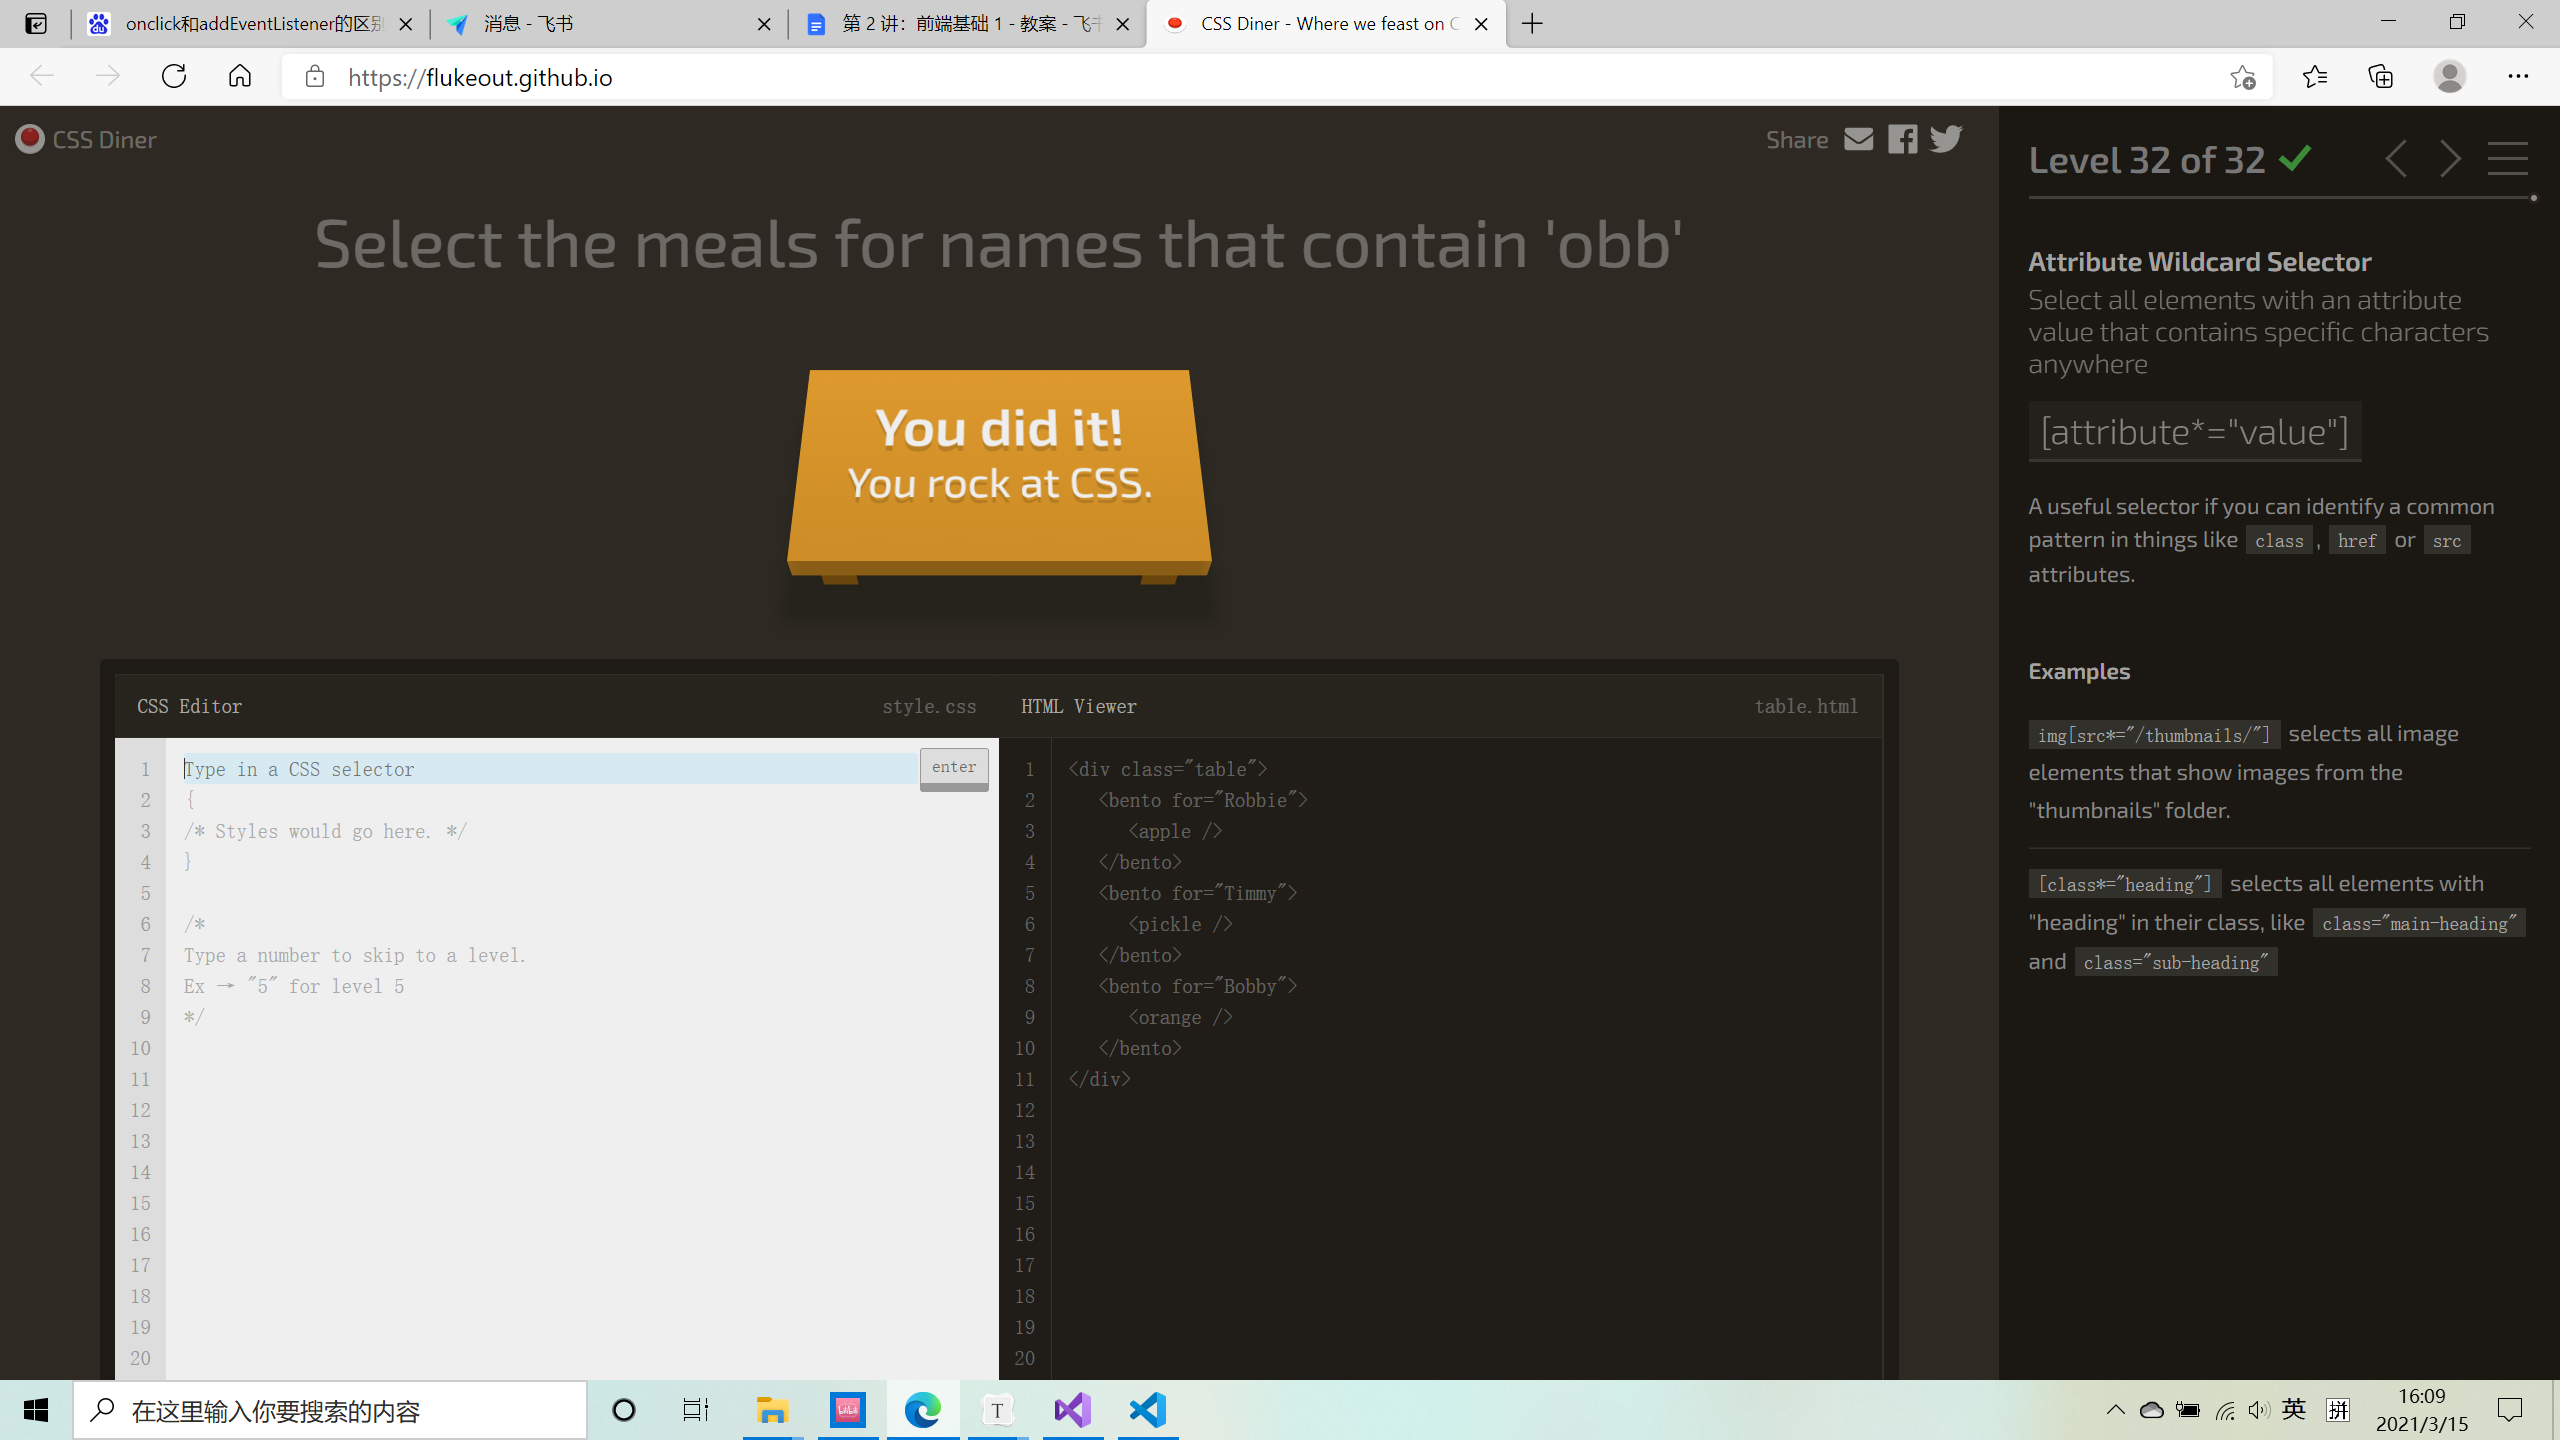 onclick和addEventListener的区别
消息 - 飞书
第 2 讲：前端基础 1 - 教案 - 飞书
CSS Diner - Where we feast on C
https://flukeout.github.io
CSS Diner
Share
Level 32 of 32
Select the meals for names that contain 'obb'
Attribute Wildcard Selector
Select all elements with an attribute
value that contains specific characters
anywhere
[attribute*="value"]
You did it!
You rock at CSS.
A useful selector if you can identify a common
pattern in things like class , href or src
attributes.
Examples
img[src*="/thumbnails/"] selects all image
elements that show images from the
"thumbnails" folder.
[class*="heading"] selects all elements with
"heading" in their class, like class="main-heading"
and class="sub-heading"
CSS Editor
style.css
1 Type in a CSS selector
enter
2 {
3 /* Styles would go here. */
4 }
5
6 /*
7 Type a number to skip to a level.
8 Ex → "5" for level 5
9 */
10
11
12
13
14
15
16
17
18
19
20
HTML Viewer
table.html
1 <div class="table">
2 <bento for="Robbie">
3 <apple />
4 </bento>
5 <bento for="Timmy">
6 <pickle />
7 </bento>
8 <bento for="Bobby">
9 <orange />
10 </bento>
11 </div>
12
13
14
15
16
17
18
19
20
在这里输入你要搜索的内容
bilibili
T
英
拼
16:09
2021/3/15